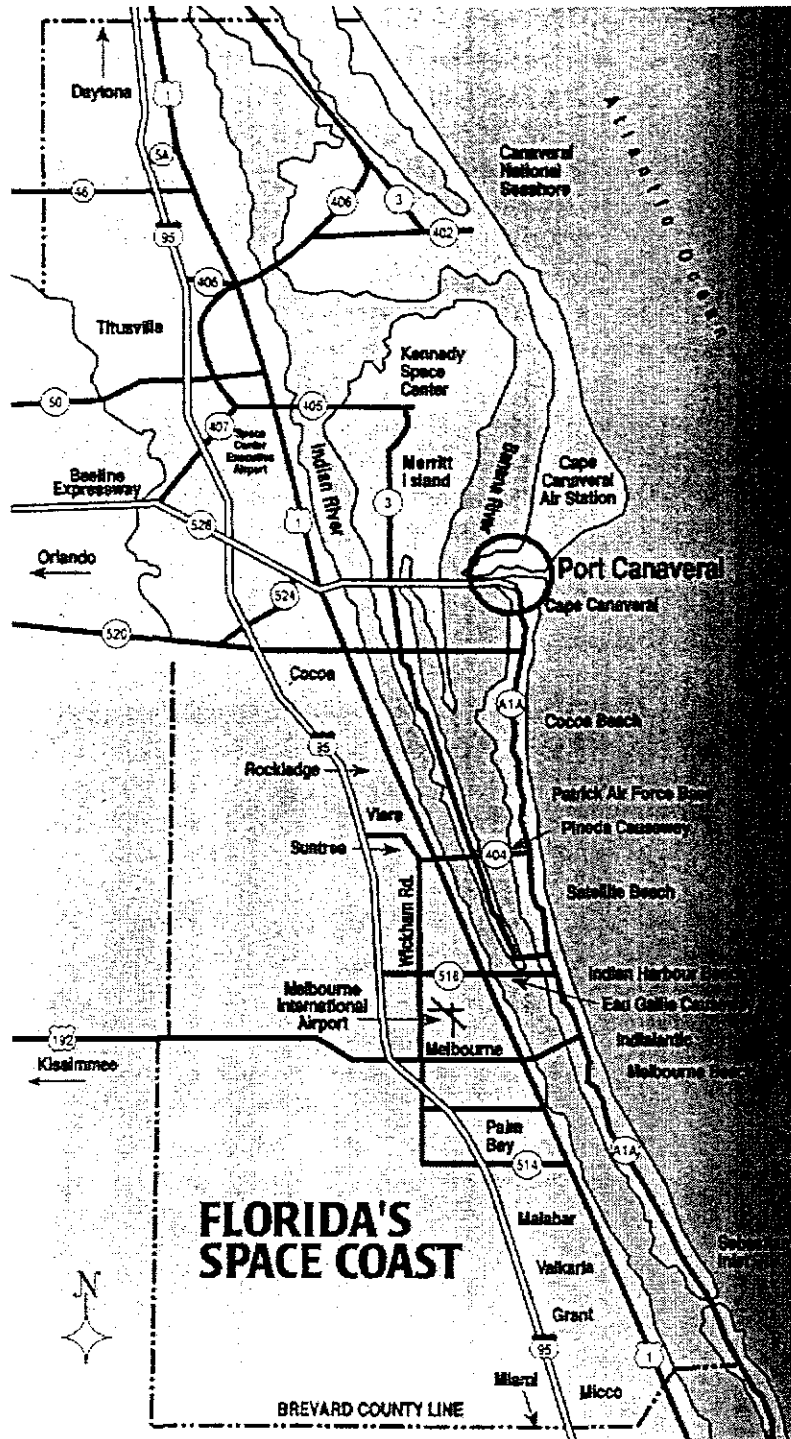 Daytona
1
5A
46
95
406
3
402
Canaveral
National
Seashore
Atlantic Ocean
406
Titusville
Kennedy
Space
Center
50
405
407
Space
Center
Executive
Airport
Indian River
Merritt
Island
Banana River
Cape
Canaveral
Air Station
Beeline
Expressway
3
528
1
Orlando
Port Canaveral
524
Cape Canaveral
520
Cocoa
A1A
Cocoa Beach
95
Rockledge
Patrick Air Force Base
Viera
Pineda Causeway
Suntree
404
Satellite Beach
Wickham Rd.
518
Indian Harbour
Melbourne
International
Airport
Eau Gallie
192
Indialantic
Kissimmee
Melbourne
Melbourne Beach
Palm
Bay
A1A
514
FLORIDA'S
SPACE COAST
Malabar
Valkaria
N
Grant
95
1
Miami
Micco
BREVARD COUNTY LINE